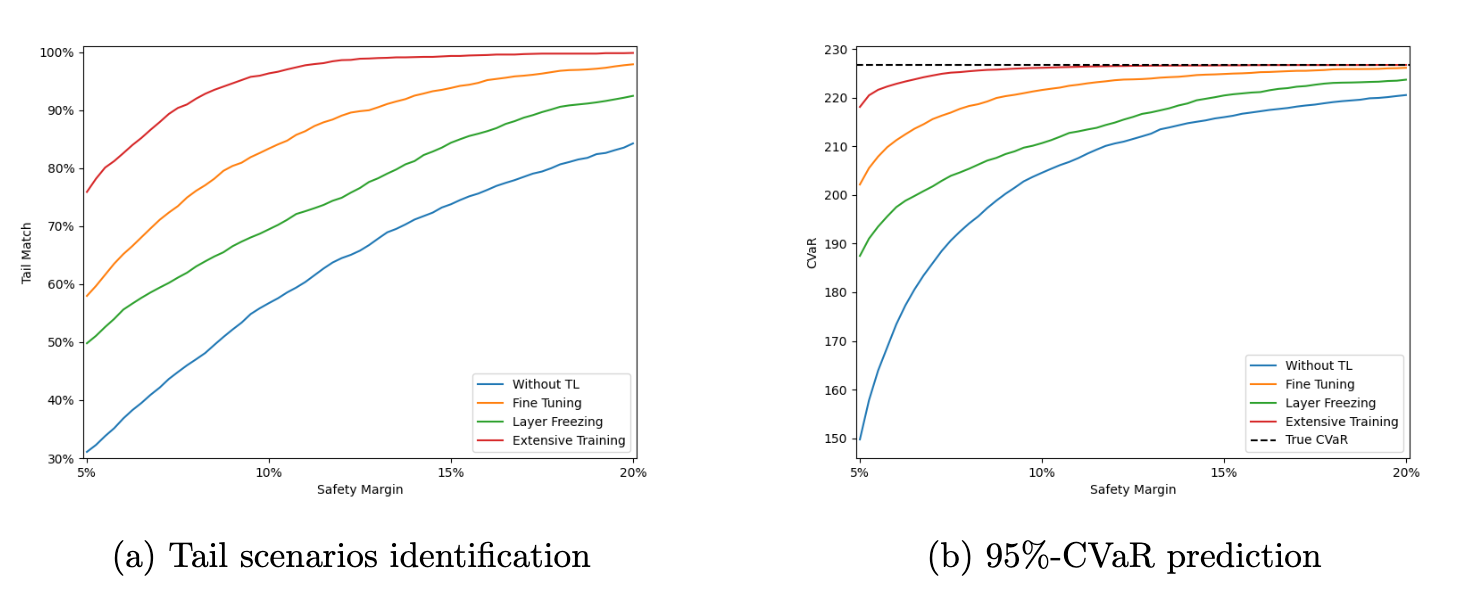 100%
90%
80%
70%
60%
50%
40%
30%
Tail Match
5%
10%
15%
20%
Safety Margin
Without TL
Fine Tuning
Layer Freezing
Extensive Training
(a) Tail scenarios identification
230
220
210
200
190
180
170
160
150
CVaR
5%
10%
15%
20%
Safety Margin
Without TL
Fine Tuning
Layer Freezing
Extensive Training
True CVaR
(b) 95%-CVaR prediction